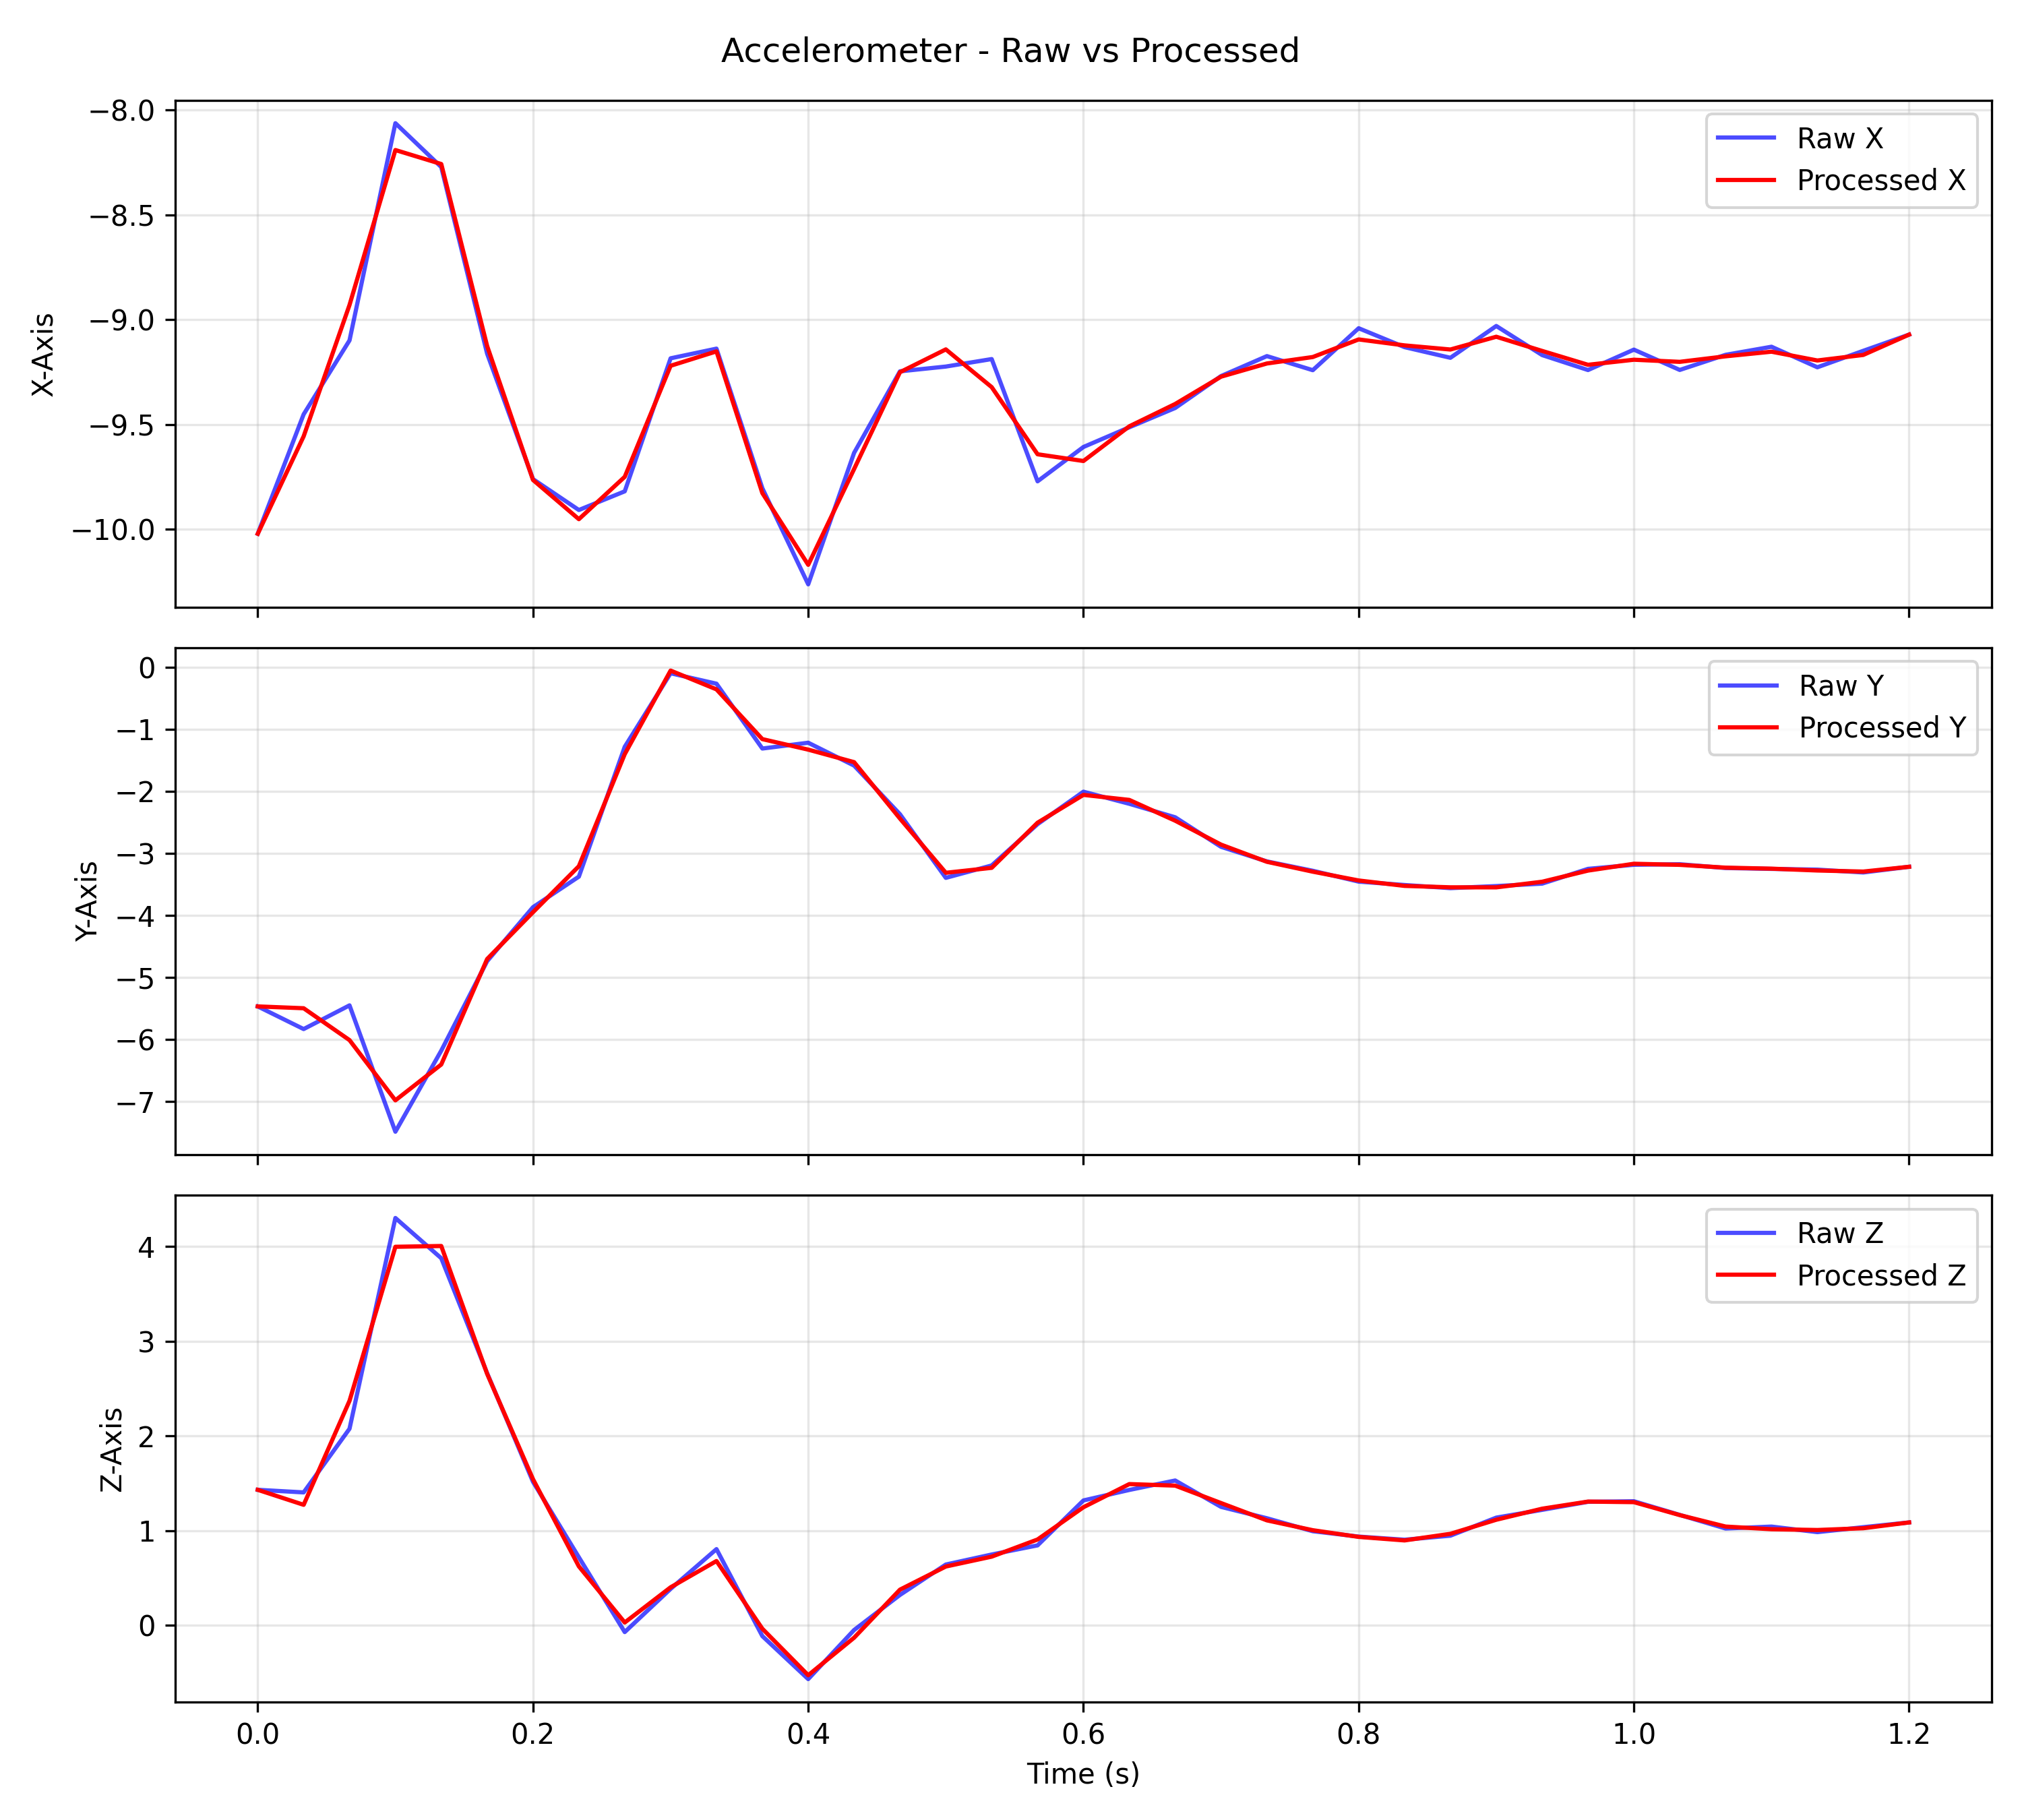 Accelerometer - Raw vs Processed
−8.0
−8.5
−9.0
−9.5
−10.0
X-Axis
Raw X
Processed X
0
−1
−2
−3
−4
−5
−6
−7
Y-Axis
Raw Y
Processed Y
4
3
2
1
0
Z-Axis
Raw Z
Processed Z
0.0 0.2 0.4 0.6 0.8 1.0 1.2
Time (s)